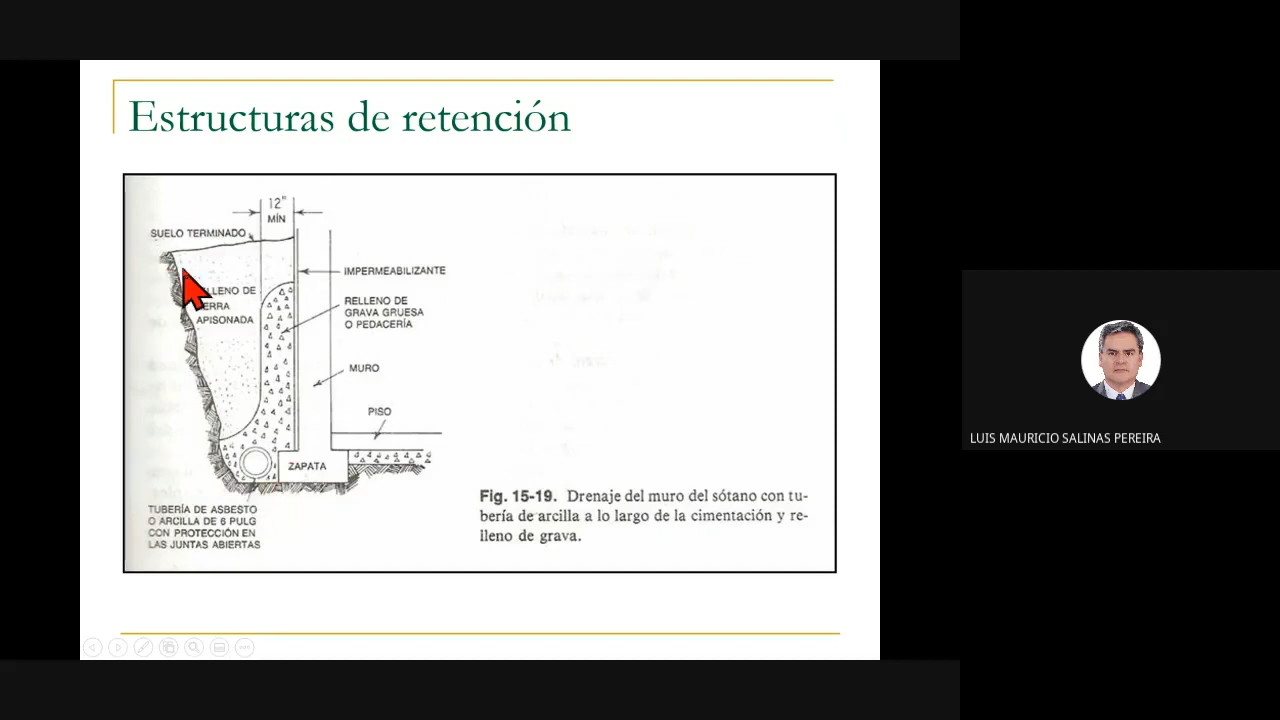 Estructuras de retención
12"
MÍN
SUELO TERMINADO
IMPERMEABILIZANTE
LLENO DE
ERRA
APISONADA
RELLENO DE
GRAVA GRUESA
O PEDACERÍA
MURO
PISO
ZAPATA
TUBERÍA DE ASBESTO
O ARCILLA DE 6 PULG
CON PROTECCIÓN EN
LAS JUNTAS ABIERTAS
Fig. 15-19. Drenaje del muro del sótano con tu-
bería de arcilla a lo largo de la cimentación y re-
lleno de grava.
LUIS MAURICIO SALINAS PEREIRA